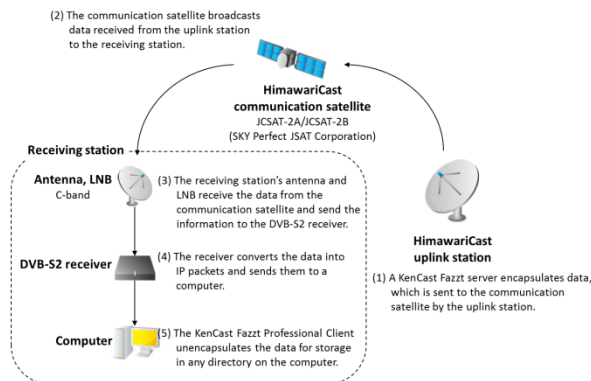 (2) The communication satellite broadcasts
data received from the uplink station
to the receiving station.
HimawariCast
communication satellite
JCSAT-2A/JCSAT-2B
(SKY Perfect JSAT Corporation)
Receiving station
Antenna, LNB
C-band
(3) The receiving station's antenna and
LNB receive the data from the
communication satellite and send the
information to the DVB-S2 receiver.
HimawariCast
uplink station
(1) A KenCast Fazzt server encapsulates data,
which is sent to the communication
satellite by the uplink station.
DVB-S2 receiver
(4) The receiver converts the data into
IP packets and sends them to a
computer.
Computer
(5) The KenCast Fazzt Professional Client
unencapsulates the data for storage
in any directory on the computer.